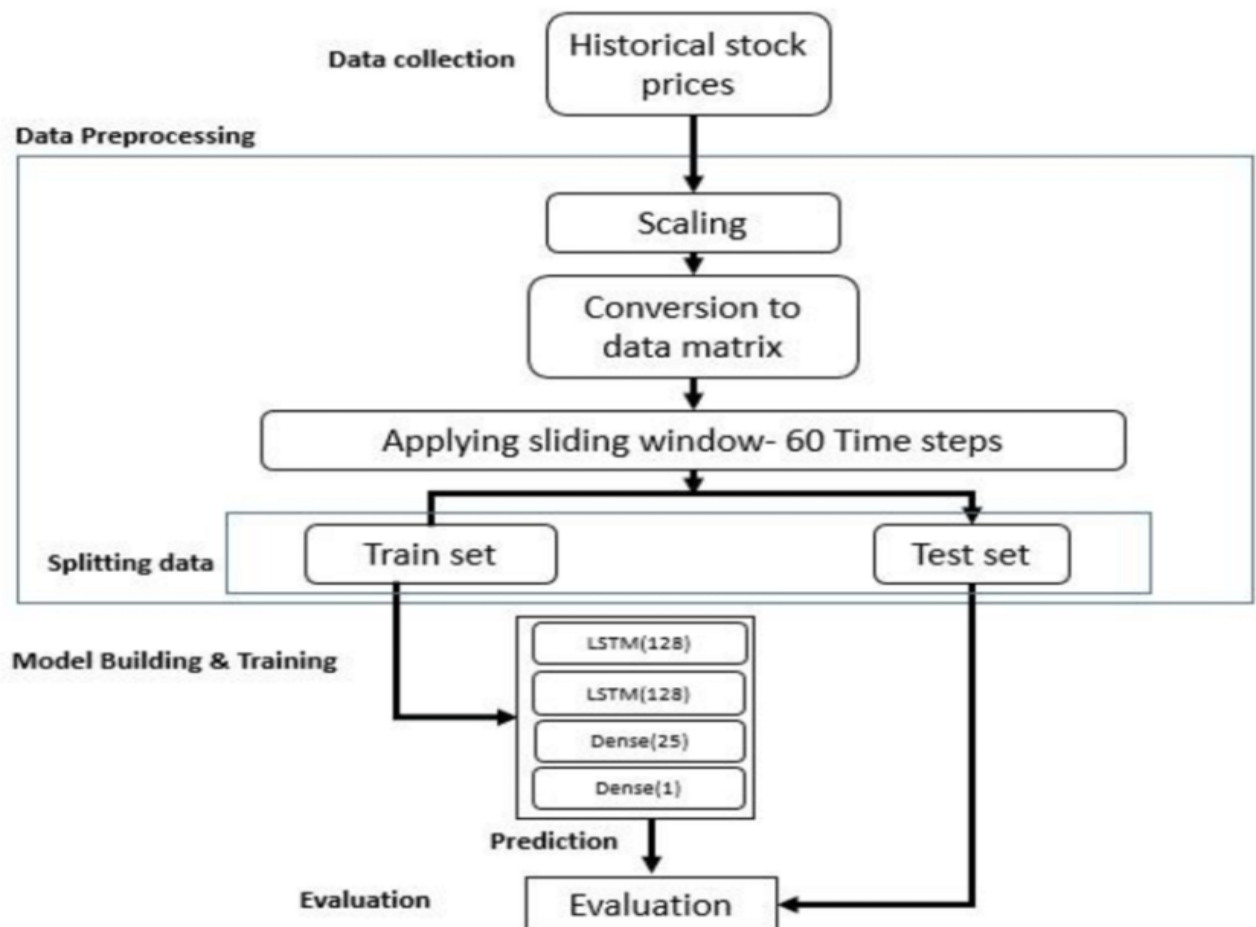 Data collection
Historical stock
prices
Data Preprocessing
Scaling
Conversion to
data matrix
Applying sliding window- 60 Time steps
Splitting data
Train set
Test set
Model Building & Training
LSTM(128)
LSTM(128)
Dense(25)
Dense(1)
Prediction
Evaluation
Evaluation